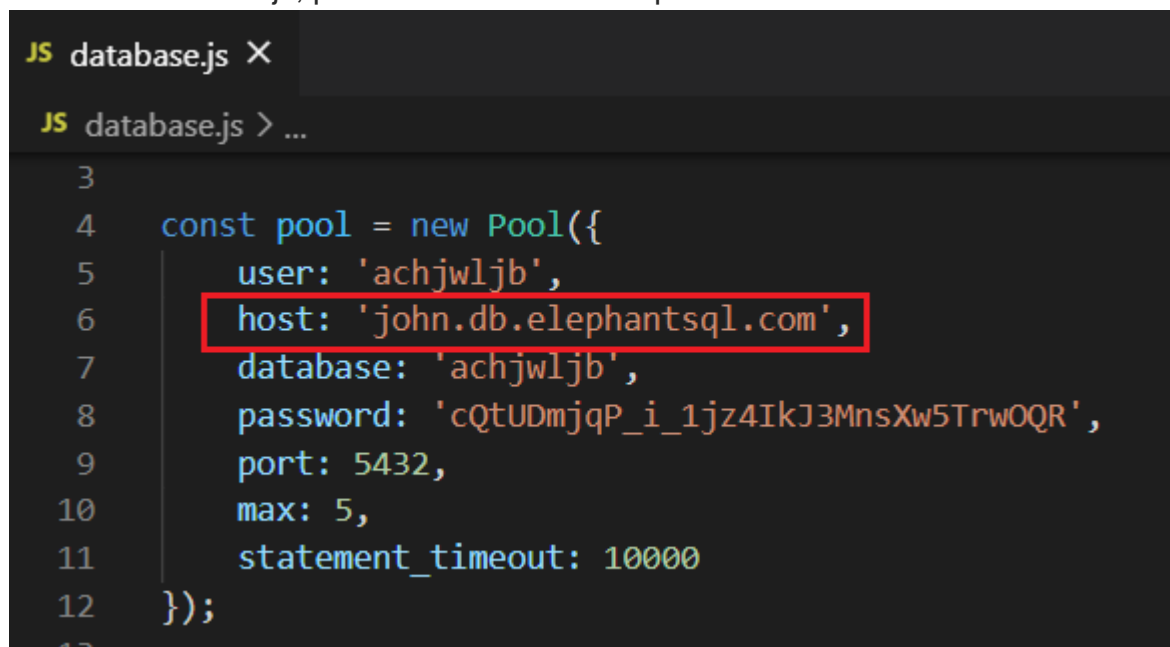 JS database.js ×
JS database.js > ...
3
4 const pool = new Pool({
5 user: 'achjwljb',
6 host: 'john.db.elephantsql.com',
7 database: 'achjwljb',
8 password: 'cQtUDmjqP_i_1jz4IkJ3MnsXw5TrwOQR',
9 port: 5432,
10 max: 5,
11 statement_timeout: 10000
12 });